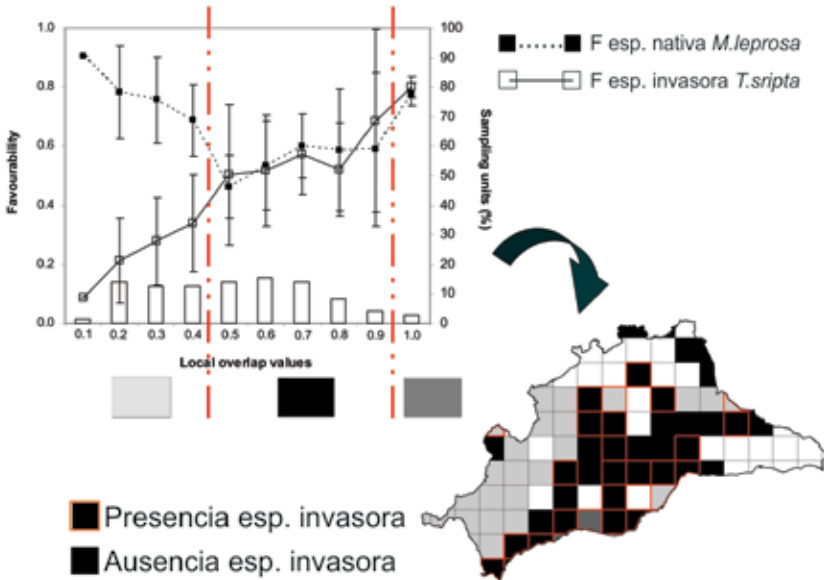 1.0
0.8
0.6
0.4
0.2
0.0
Favourability
100
90
80
70
60
50
40
30
20
10
0
Sampling units (%)
0.1 0.2 0.3 0.4 0.5 0.6 0.7 0.8 0.9 1.0
Local overlap values
F esp. nativa M.leprosa
F esp. invasora T.sripta
Presencia esp. invasora
Ausencia esp. invasora